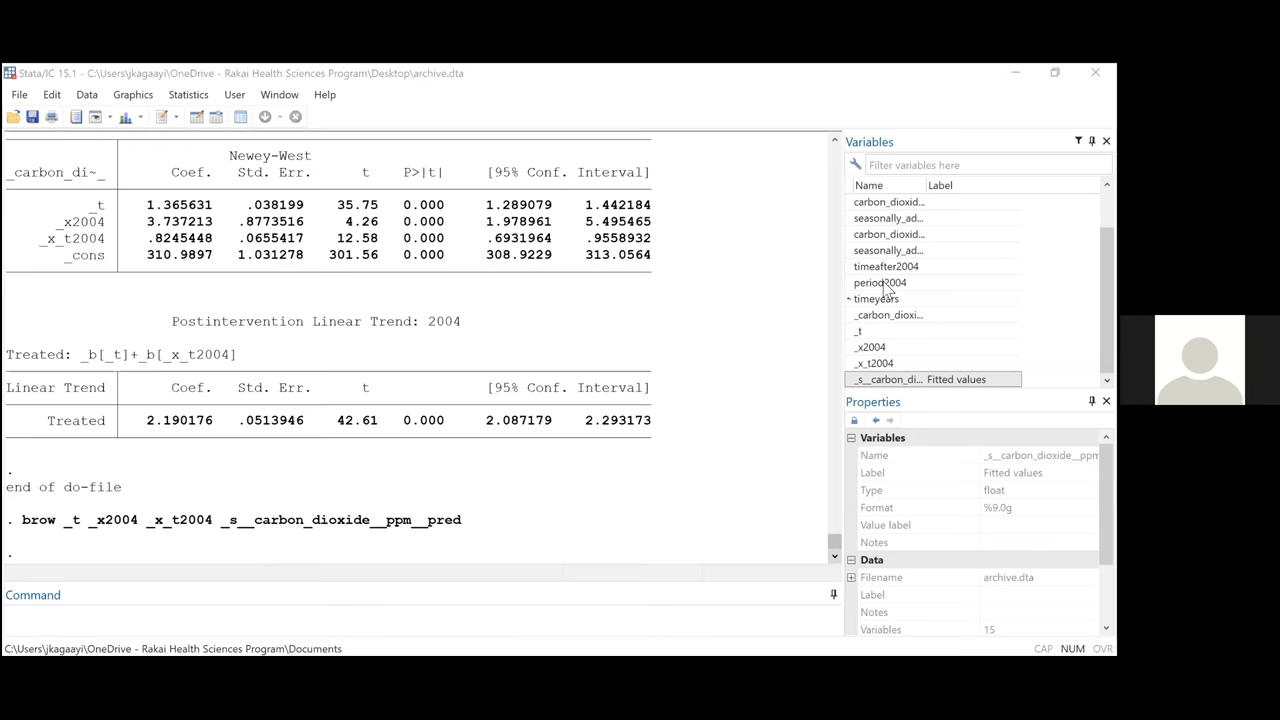 Stata/IC 15.1 - C:\Users\jkagaayi\OneDrive - Rakai Health Sciences Program\Desktop\archive.dta
File Edit Data Graphics Statistics User Window Help
Newey-West
_carbon_di~_ Coef. Std. Err. t P>|t| [95% Conf. Interval]
_t 1.365631 .038199 35.75 0.000 1.289079 1.442184
_x2004 3.737213 .8773516 4.26 0.000 1.978961 5.495465
_x_t2004 .8245448 .0655417 12.58 0.000 .6931964 .9558932
_cons 310.9897 1.031278 301.56 0.000 308.9229 313.0564
Postintervention Linear Trend: 2004
Treated: _b[_t]+_b[_x_t2004]
Linear Trend Coef. Std. Err. t [95% Conf. Interval]
Treated 2.190176 .0513946 42.61 0.000 2.087179 2.293173
.
end of do-file
. brow _t _x2004 _x_t2004 _s__carbon_dioxide__ppm__pred
.
Command
C:\Users\jkagaayi\OneDrive - Rakai Health Sciences Program\Documents
Variables
Filter variables here
Name Label
carbon_dioxid...
seasonally_ad...
carbon_dioxid...
seasonally_ad...
timeafter2004
period2004
timeyears
_carbon_dioxi...
_t
_x2004
_x_t2004
_s__carbon_di... Fitted values
Properties
Variables
Name _s__carbon_dioxide__ppm
Label Fitted values
Type float
Format %9.0g
Value label
Notes
Data
Filename archive.dta
Label
Notes
Variables 15
CAP NUM OVR